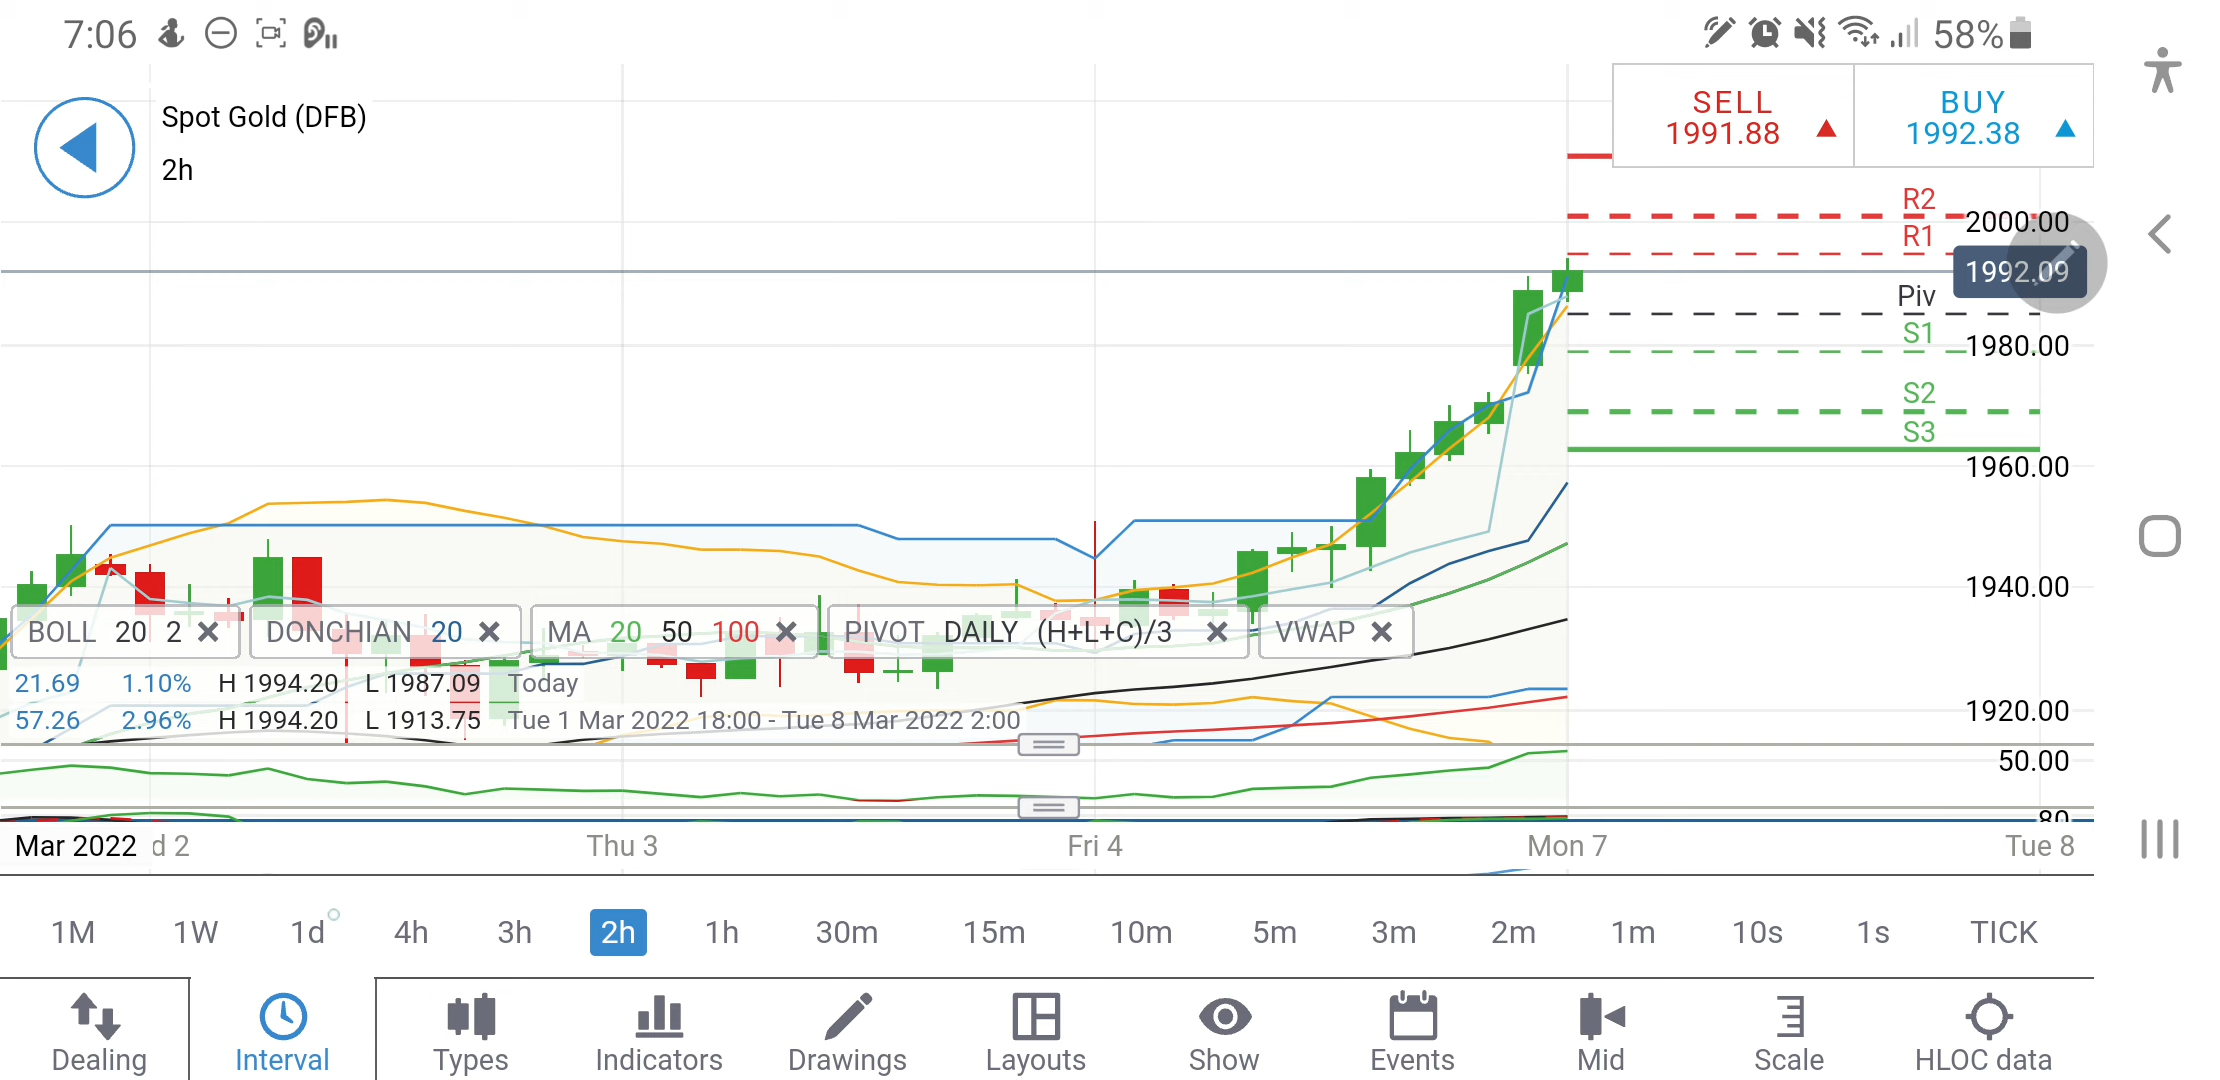 7:06
58%
Spot Gold (DFB)
2h
SELL
1991.88
BUY
1992.38
R2
2000.00
R1
1992.09
Piv
S1
1980.00
S2
S3
1960.00
1940.00
BOLL 20 2 DONCHIAN 20 MA 20 50 100 PIVOT DAILY (H+L+C)/3 VWAP
21.69 1.10% H 1994.20 L 1987.09 Today
57.26 2.96% H 1994.20 L 1913.75 Tue 1 Mar 2022 18:00 - Tue 8 Mar 2022 2:00
1920.00
50.00
80
Mar 2022 d 2 Thu 3 Fri 4 Mon 7 Tue 8
1M 1W 1d 4h 3h 2h 1h 30m 15m 10m 5m 3m 2m 1m 10s 1s TICK
Dealing Interval Types Indicators Drawings Layouts Show Events Mid Scale HLOC data